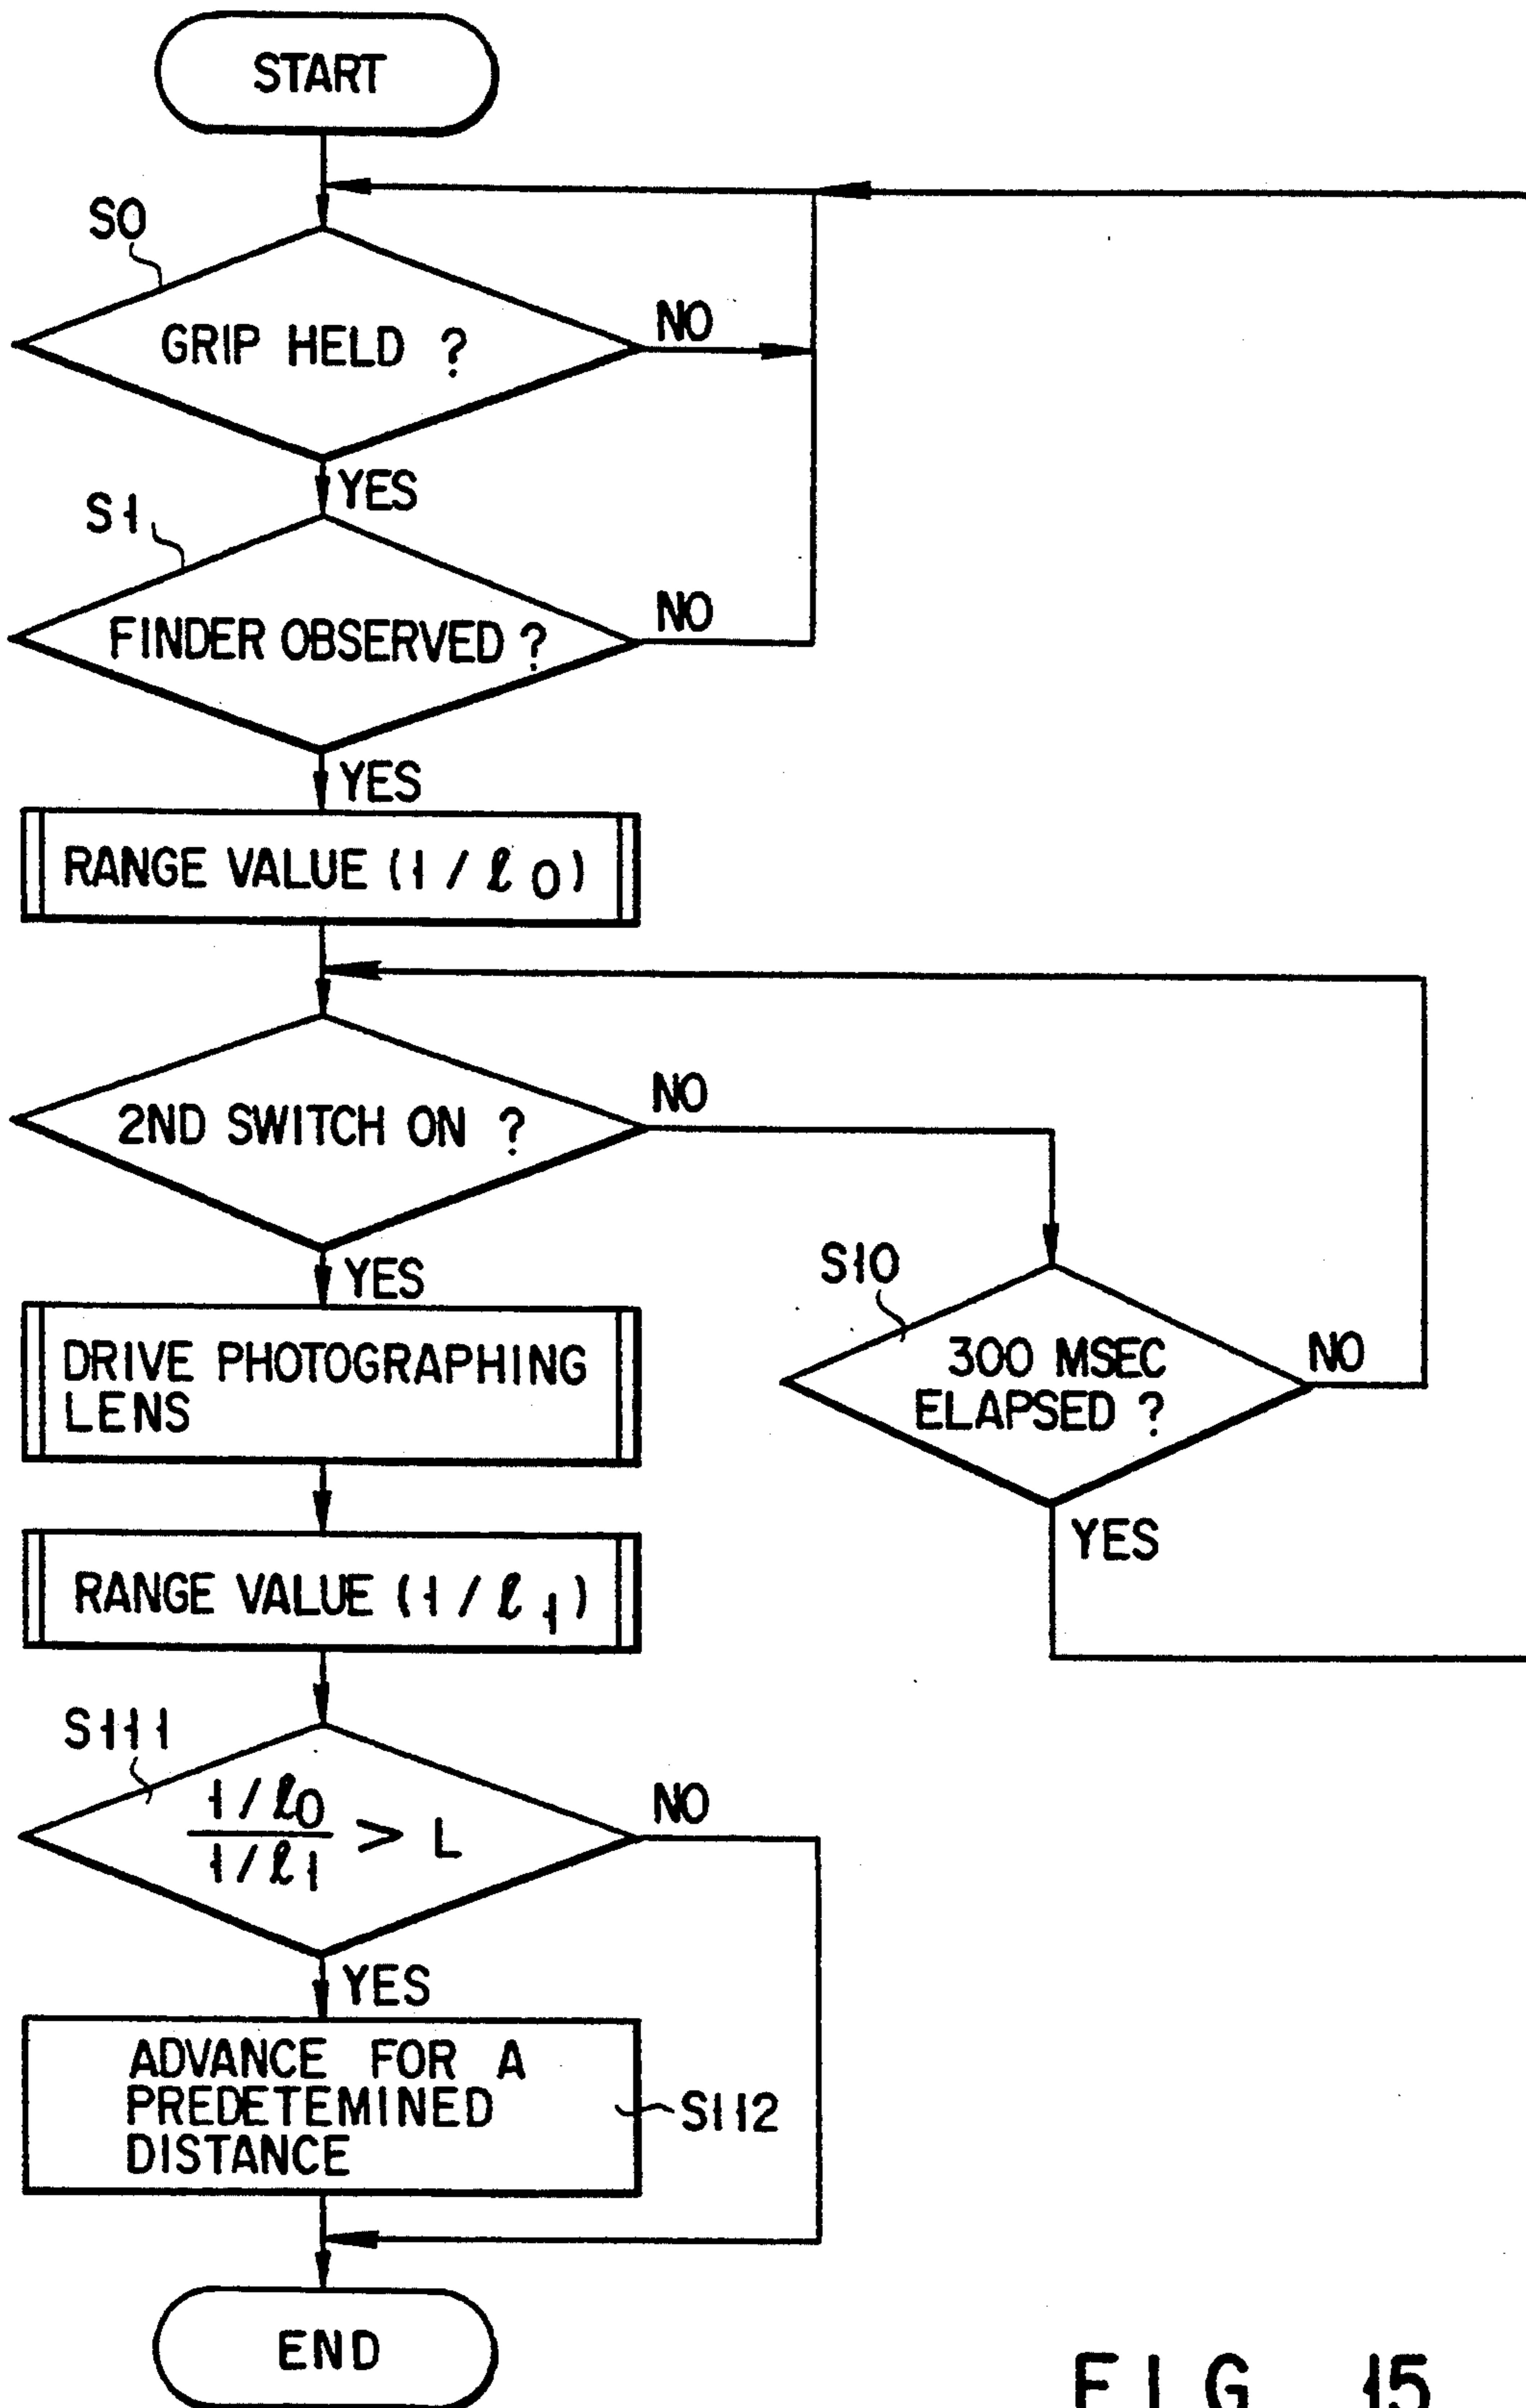 START
S0
GRIP HELD ?
NO
YES
S1
FINDER OBSERVED ?
NO
YES
RANGE VALUE (1/ℓ0)
2ND SWITCH ON ?
NO
YES
S10
300 MSEC
ELAPSED ?
NO
YES
DRIVE PHOTOGRAPHING
LENS
RANGE VALUE (1/ℓ1)
S111
1/ℓ0
1/ℓ1
> L
NO
YES
ADVANCE FOR A
PREDETEMINED
DISTANCE
S112
END
FIG. 15